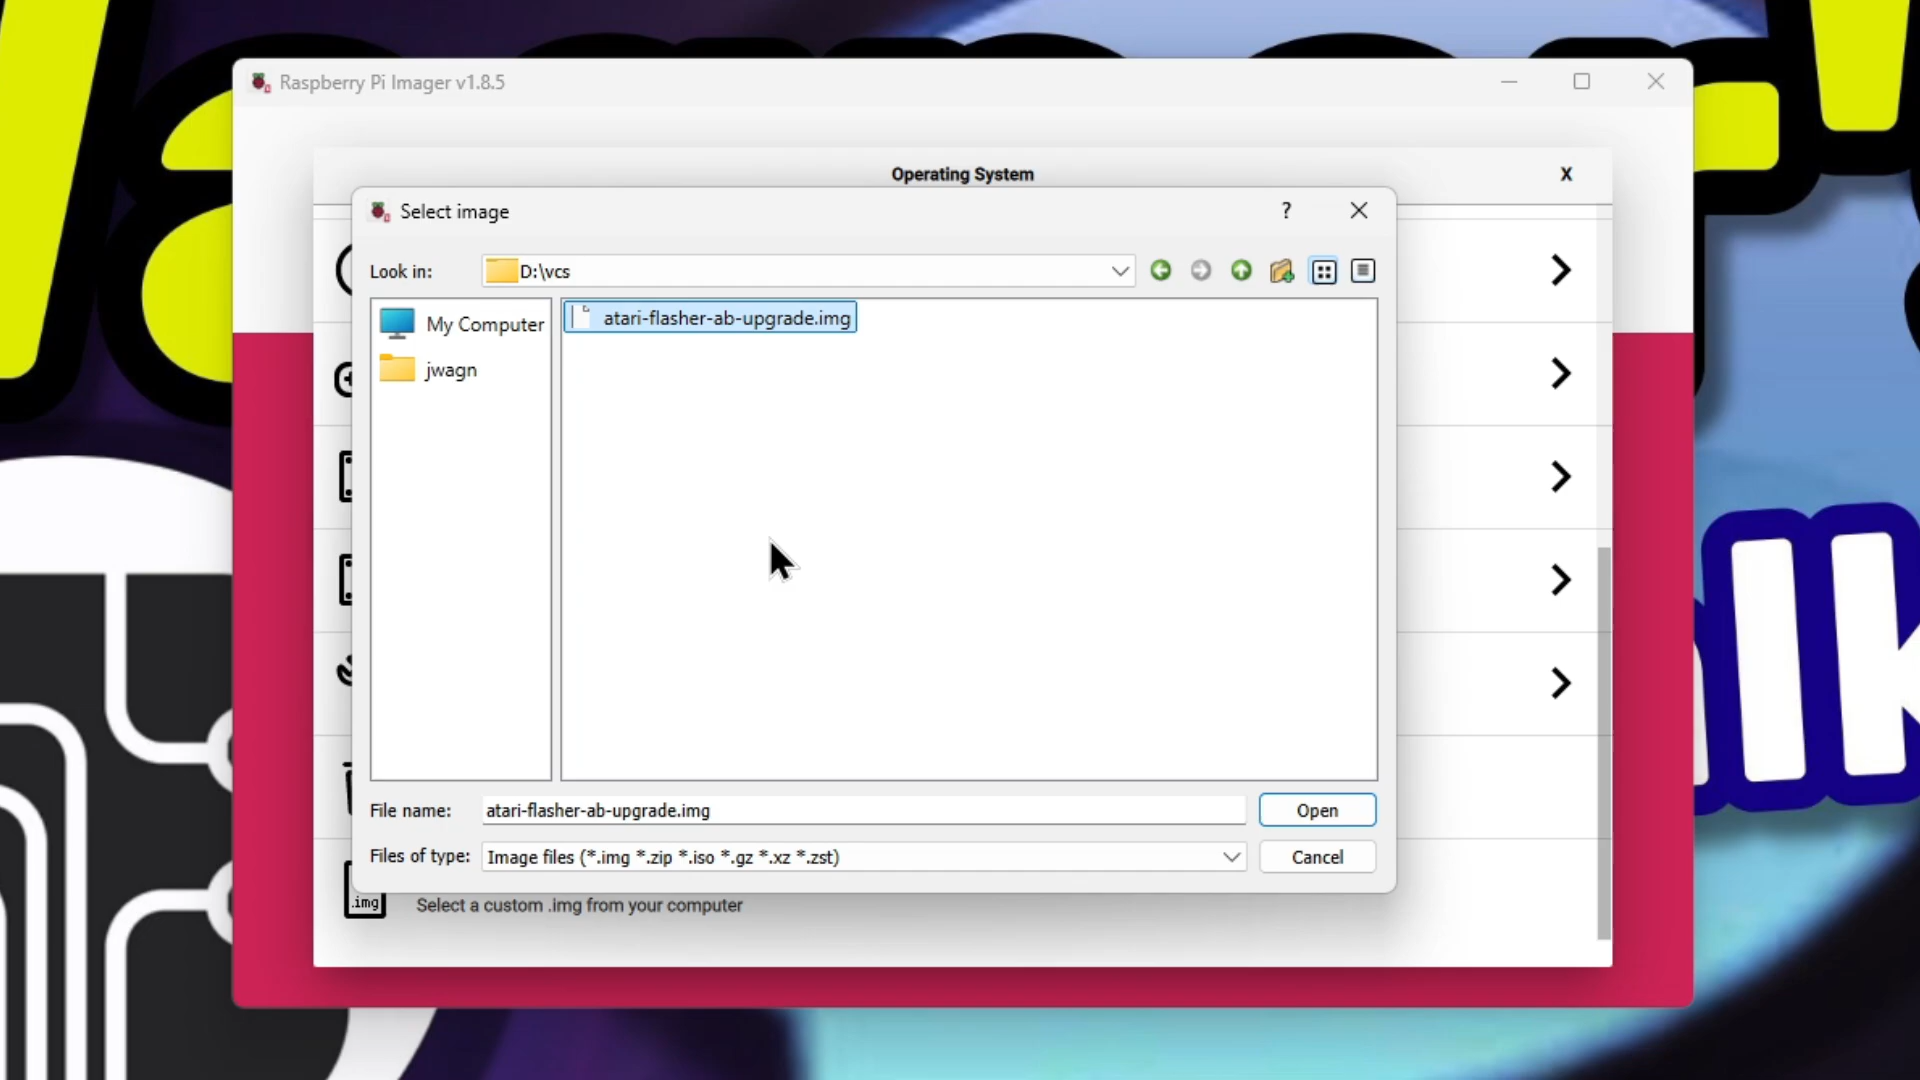 Raspberry Pi Imager v1.8.5
Operating System
X
Select image
?
Look in:
D:\vcs
My Computer
jwagn
atari-flasher-ab-upgrade.img
File name:
atari-flasher-ab-upgrade.img
Open
Files of type:
Image files (*.img *.zip *.iso *.gz *.xz *.zst)
Cancel
.img
Select a custom .img from your computer